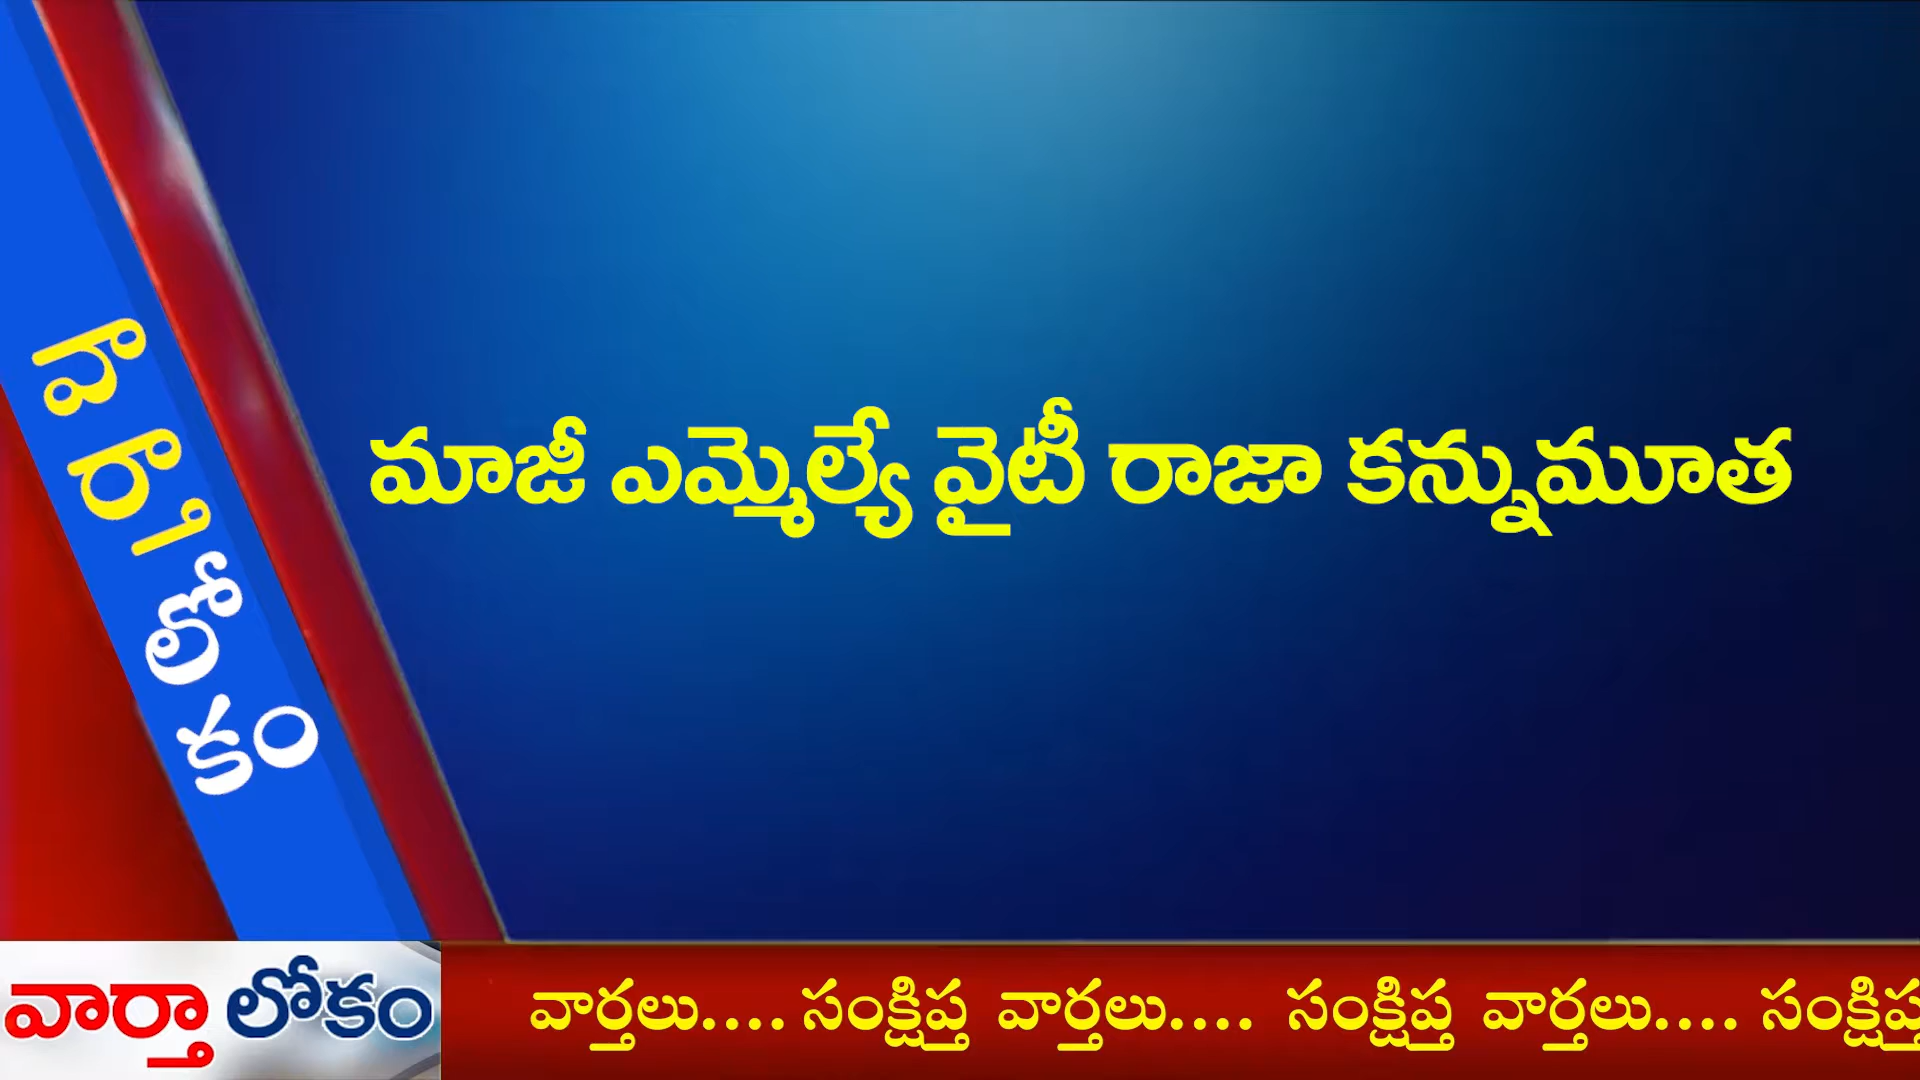 వార్తా లోకం
మాజీ ఎమ్మెల్యే వైటీ రాజా కన్నుమూత
వార్తా లోకం
వార్తలు.... సంక్షిప్త వార్తలు.... సంక్షిప్త వార్తలు.... సంక్షిప్త